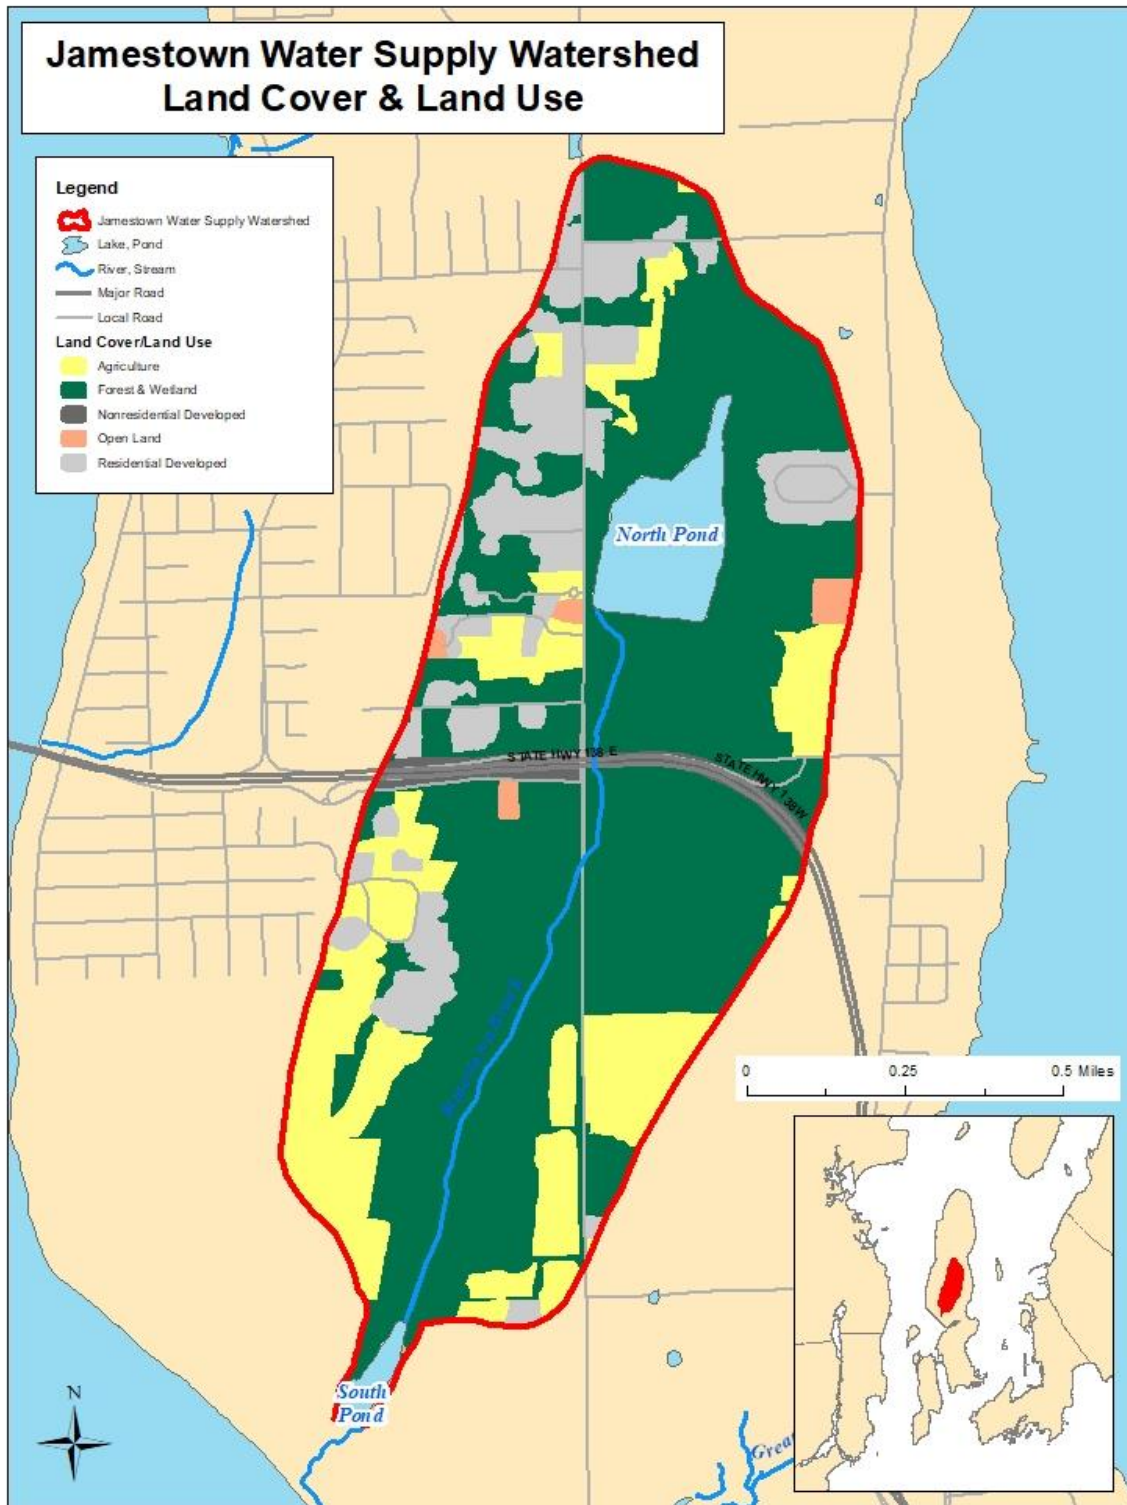 Jamestown Water Supply Watershed
Land Cover & Land Use
Legend
Jamestown Water Supply Watershed
Lake, Pond
River, Stream
Major Road
Local Road
Land Cover/Land Use
Agriculture
Forest & Wetland
Nonresidential Developed
Open Land
Residential Developed
North Pond
STATE HWY 138 E
STATE HWY 138W
0
0.25
0.5 Miles
South
Pond
N
Great